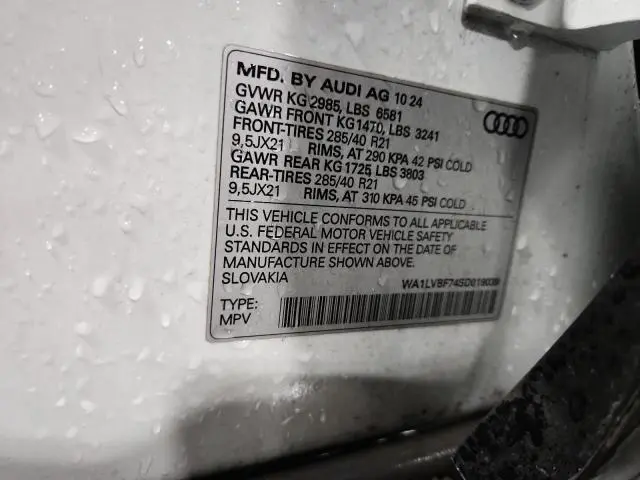 MFD. BY AUDI AG 10 24
GVWR KG 2985, LBS 6581
GAWR FRONT KG 1470, LBS 3241
FRONT-TIRES 285/40 R21
9,5JX21 RIMS, AT 290 KPA 42 PSI COLD
GAWR REAR KG 1725, LBS 3803
REAR-TIRES 285/40 R21
9,5JX21 RIMS, AT 310 KPA 45 PSI COLD
THIS VEHICLE CONFORMS TO ALL APPLICABLE
U.S. FEDERAL MOTOR VEHICLE SAFETY
STANDARDS IN EFFECT ON THE DATE OF
MANUFACTURE SHOWN ABOVE.
SLOVAKIA
TYPE:
MPV